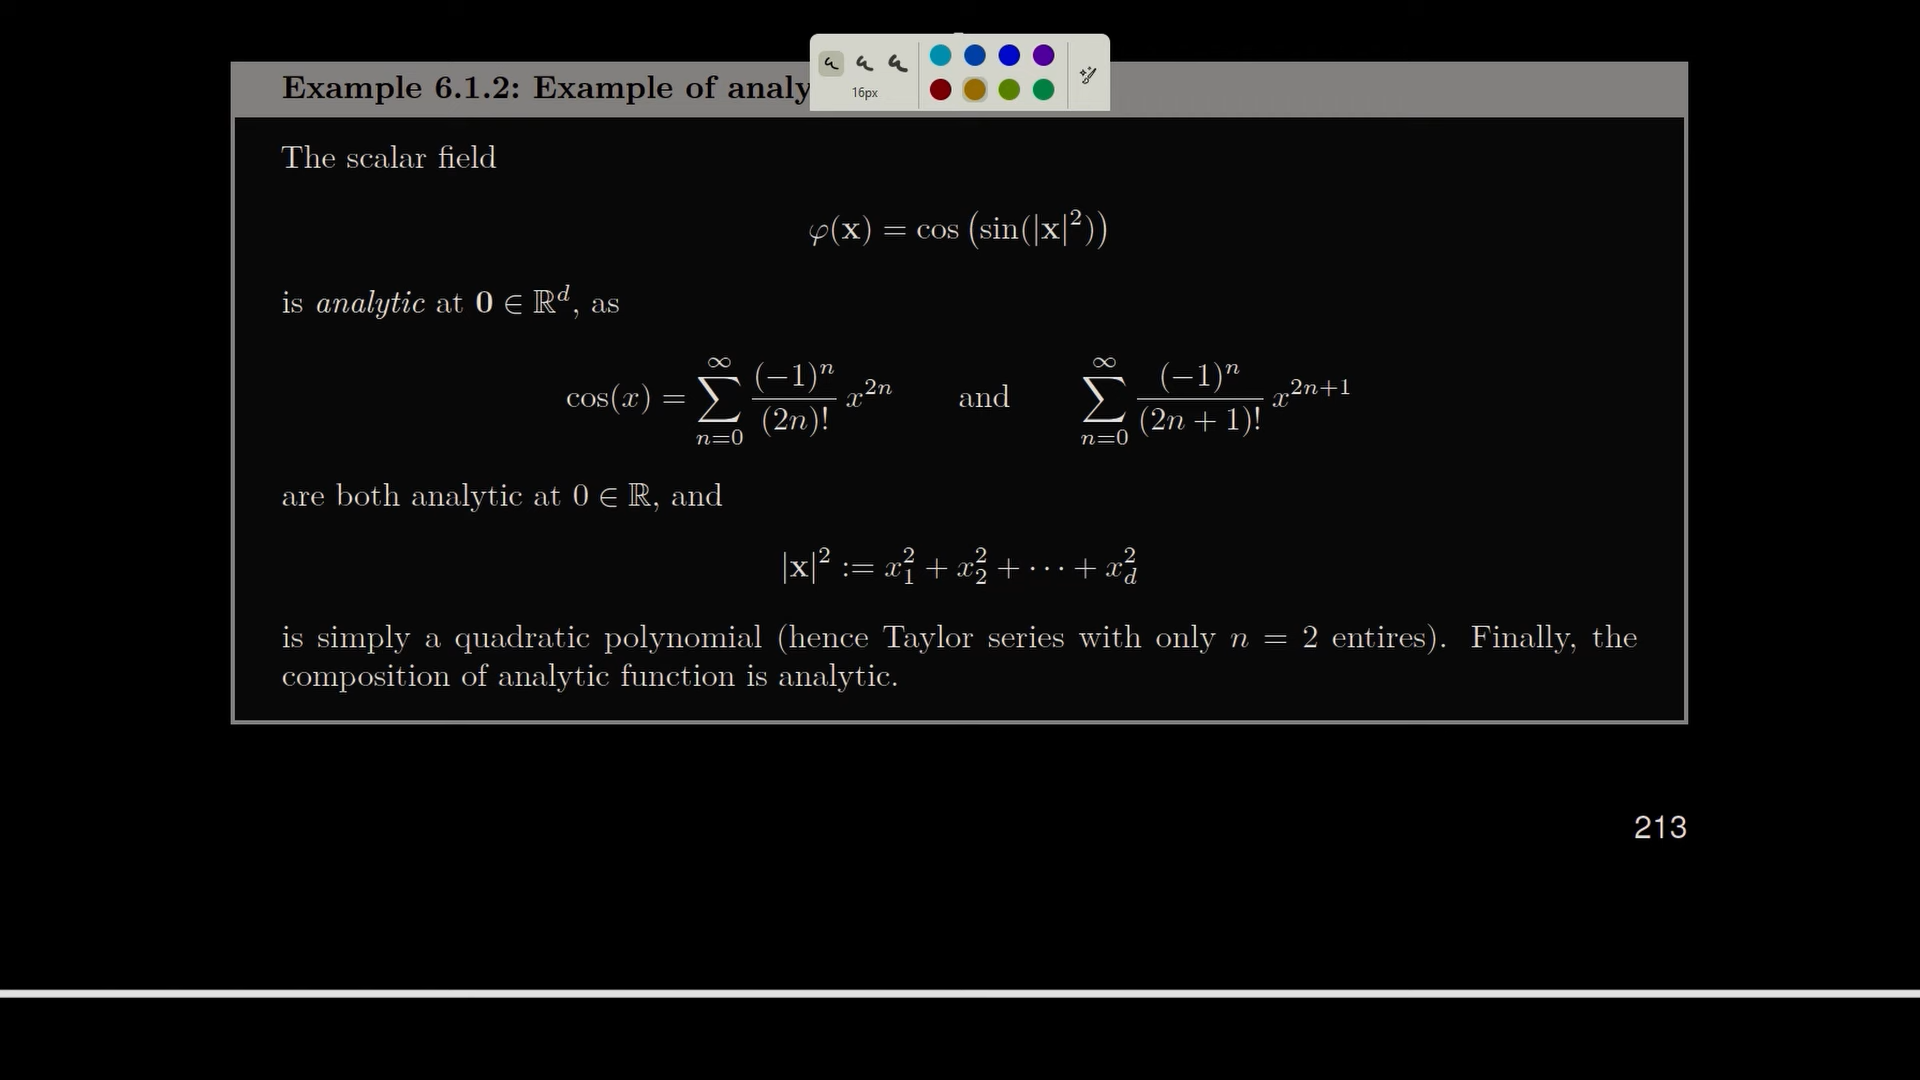 Example 6.1.2: Example of analy
16px
The scalar field
φ(𝐱) = cos (sin(|𝐱|²))
is analytic at 𝟎 ∈ ℝᵈ, as
cos(x) = ∑_{n=0}^{∞} \frac{(−1)ⁿ}{(2n)!} x^{2n} and ∑_{n=0}^{∞} \frac{(−1)ⁿ}{(2n + 1)!} x^{2n+1}
are both analytic at 0 ∈ ℝ, and
|𝐱|² := x₁² + x₂² + ⋯ + x_d²
is simply a quadratic polynomial (hence Taylor series with only n = 2 entires). Finally, the
composition of analytic function is analytic.
213